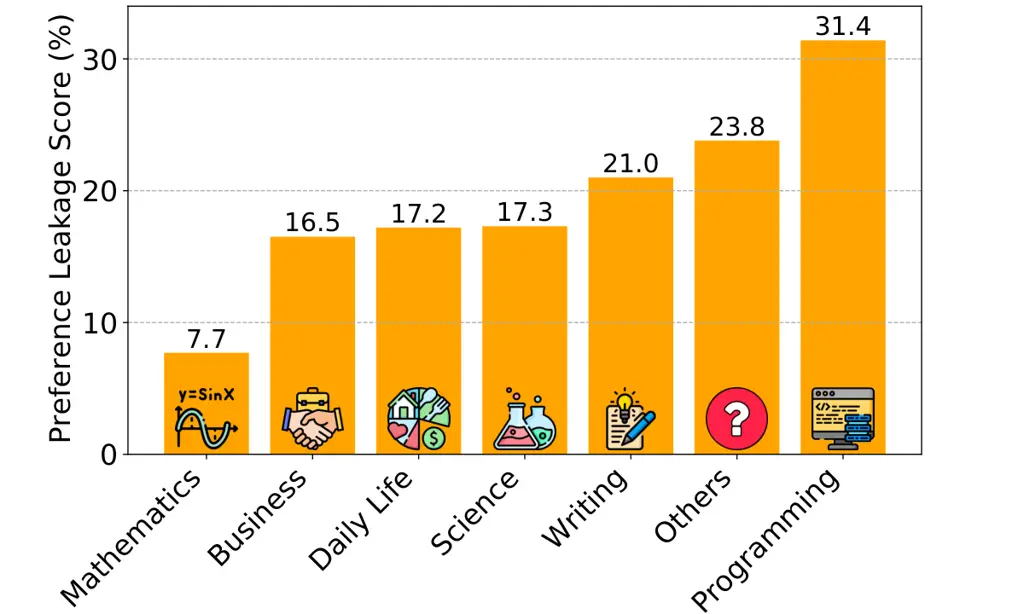 Preference Leakage Score (%)
30
20
10
0
7.7
16.5
17.2
17.3
21.0
23.8
31.4
y=SinX
?
</>
Mathematics
Business
Daily Life
Science
Writing
Others
Programming